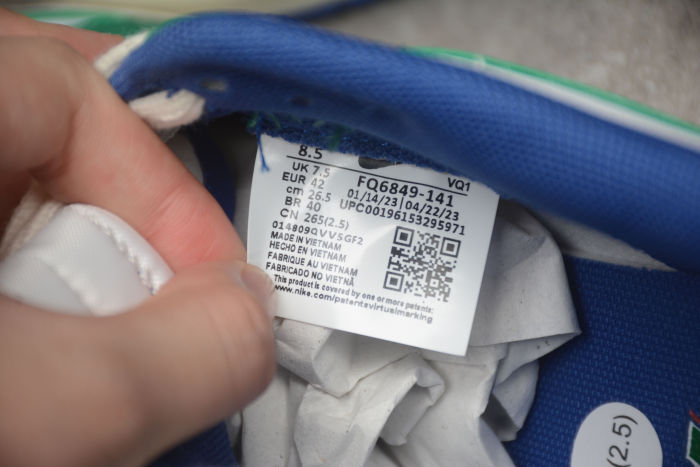 8.5
VQ1
UK 7.5
FQ6849-141
EUR 42
01/14/23 | 04/22/23
cm 26.5
UPC00196153295971
BR 40
CN 265(2.5)
014809QVVSGF2
MADE IN VIETNAM
HECHO EN VIETNAM
FABRIQUE AU VIETNAM
FABRICADO NO VIETNÃ
This product is covered by one or more patents:
www.nike.com/patentsvirtualmarking
(2.5)